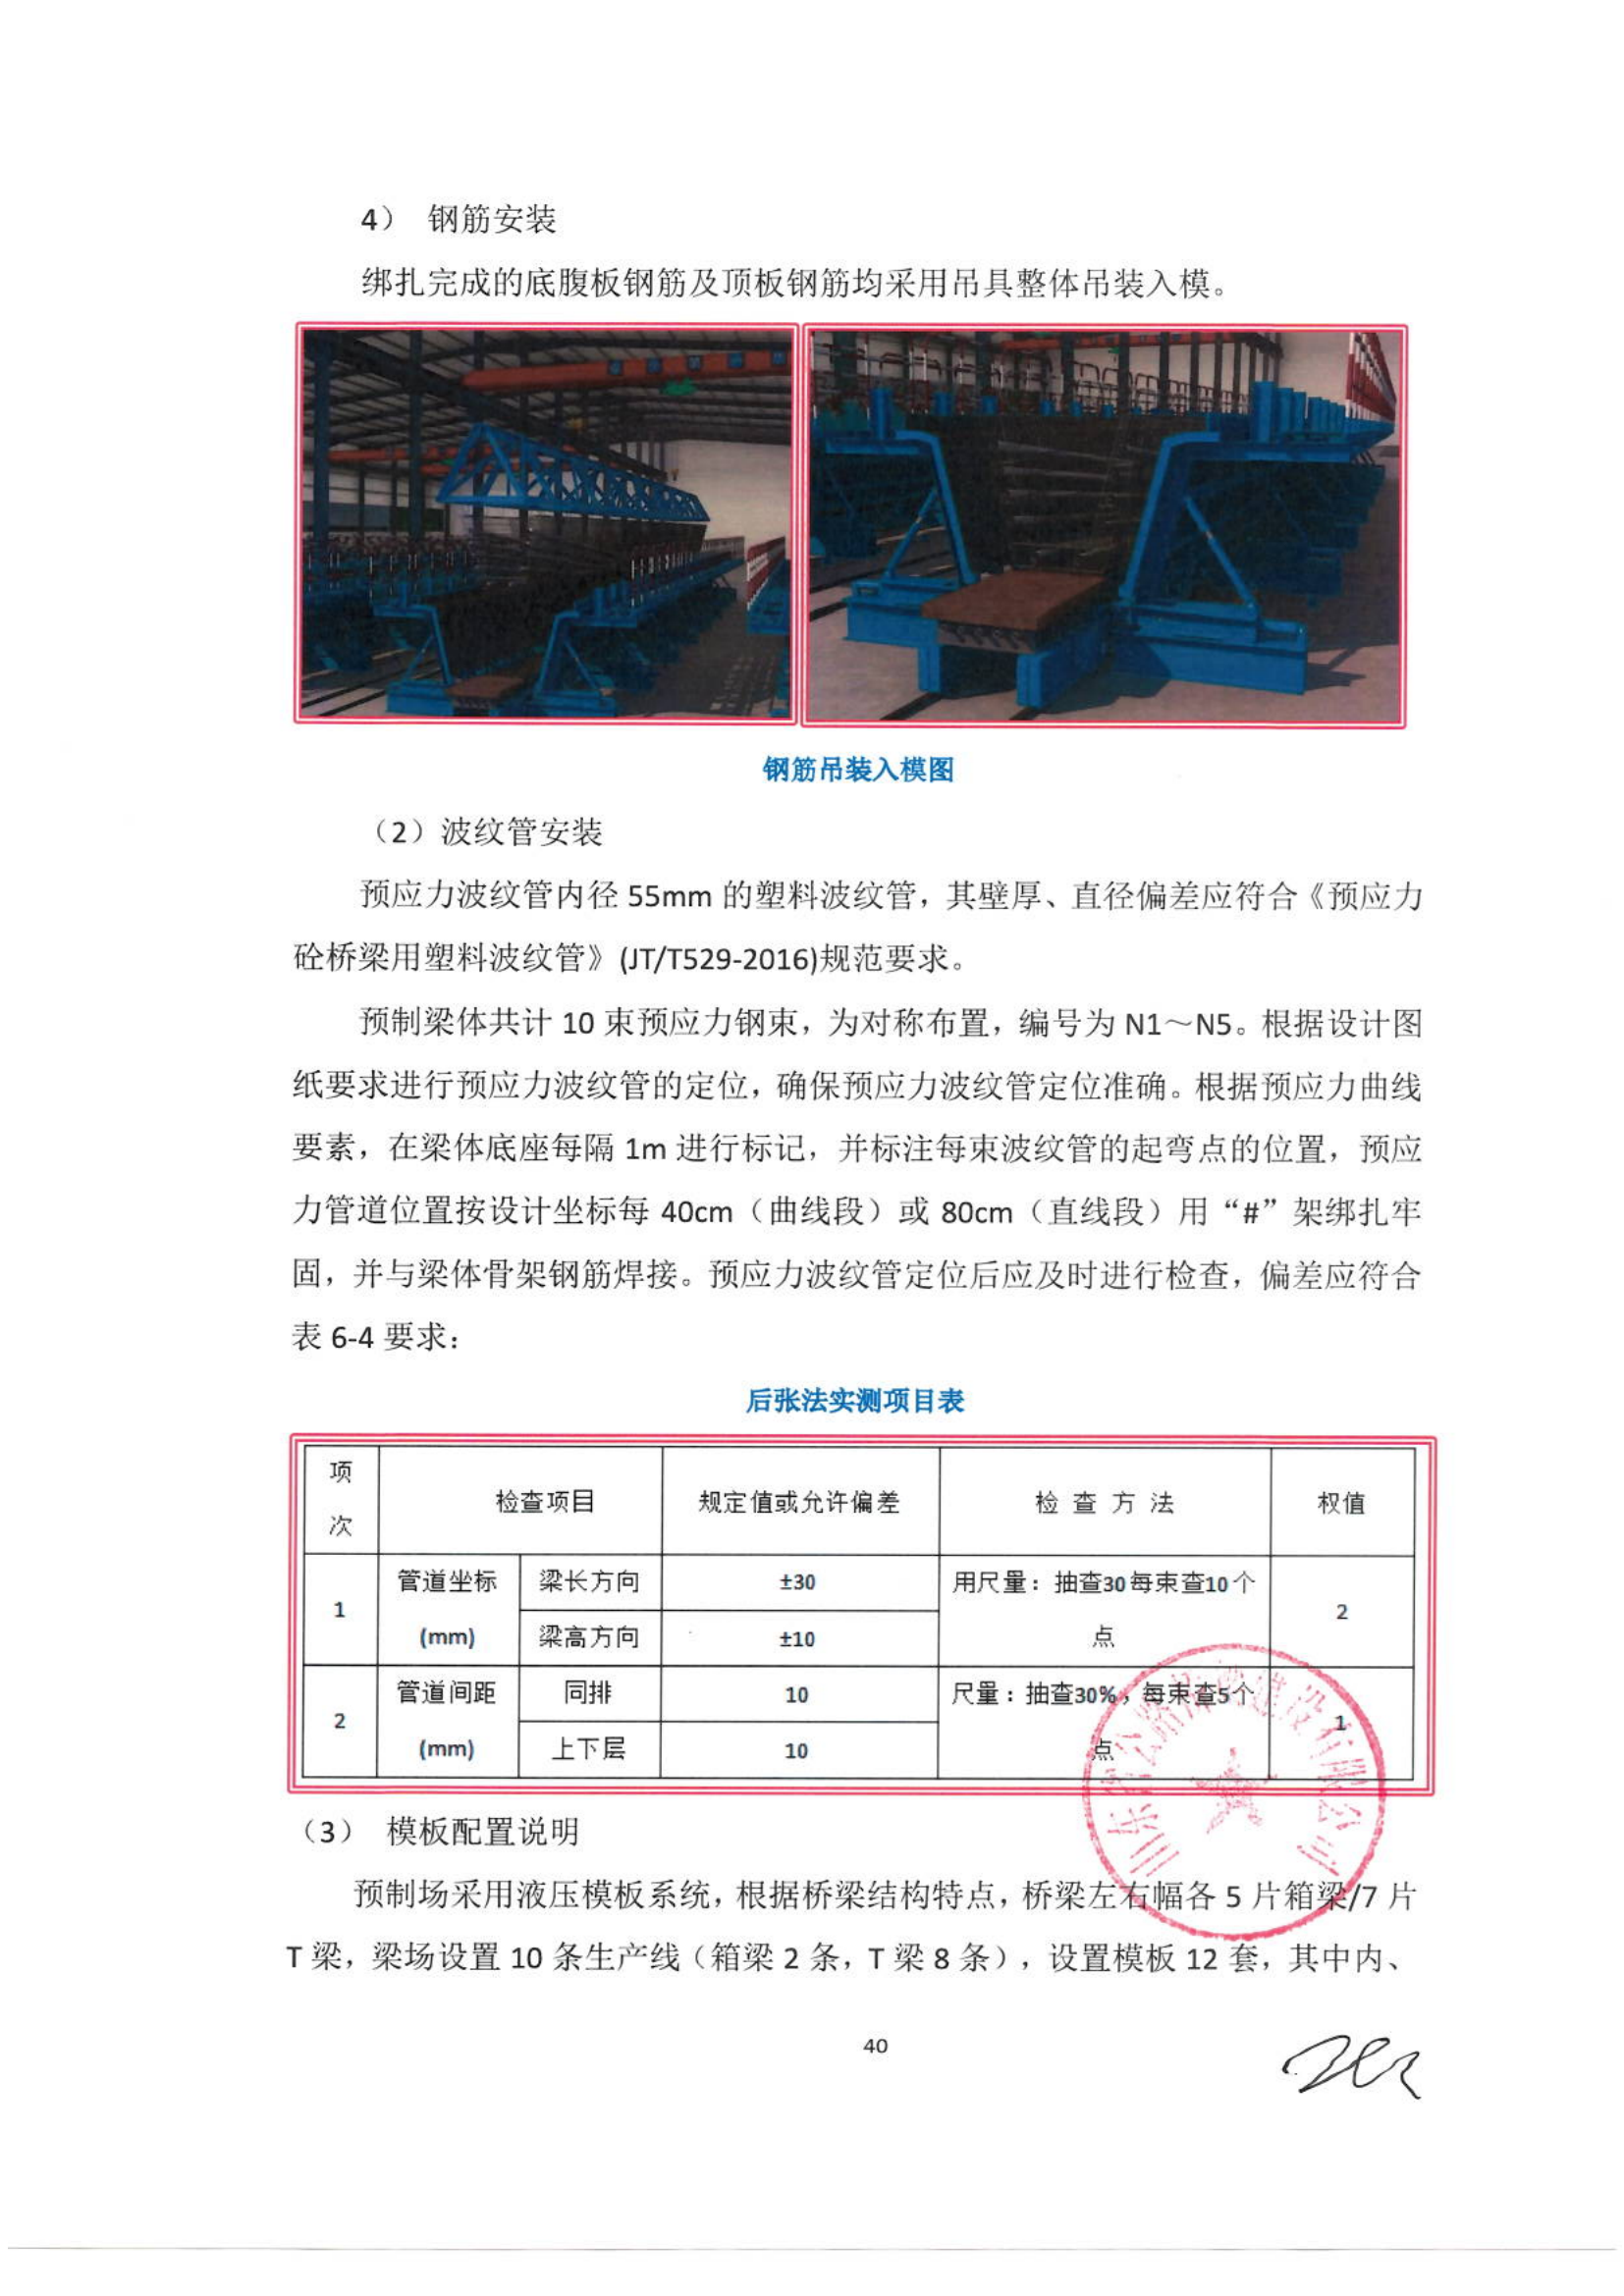 4） 钢筋安装
绑扎完成的底腹板钢筋及顶板钢筋均采用吊具整体吊装入模。
钢筋吊装入模图
（2）波纹管安装
预应力波纹管内径 55mm 的塑料波纹管，其壁厚、直径偏差应符合《预应力
砼桥梁用塑料波纹管》(JT/T529-2016)规范要求。
预制梁体共计 10 束预应力钢束，为对称布置，编号为 N1～N5。根据设计图
纸要求进行预应力波纹管的定位，确保预应力波纹管定位准确。根据预应力曲线
要素，在梁体底座每隔 1m 进行标记，并标注每束波纹管的起弯点的位置，预应
力管道位置按设计坐标每 40cm（曲线段）或 80cm（直线段）用“#”架绑扎牢
固，并与梁体骨架钢筋焊接。预应力波纹管定位后应及时进行检查，偏差应符合
表 6-4 要求：
后张法实测项目表
项次 检查项目 规定值或允许偏差 检 查 方 法 权值
1 管道坐标(mm) 梁长方向 ±30 用尺量：抽查30每束查10个点 2
梁高方向 ±10
2 管道间距(mm) 同排 10 尺量：抽查30%，每束查5个点 1
上下层 10
（3） 模板配置说明
预制场采用液压模板系统，根据桥梁结构特点，桥梁左右幅各 5 片箱梁/7 片
T 梁，梁场设置 10 条生产线（箱梁 2 条，T 梁 8 条），设置模板 12 套，其中内、
40